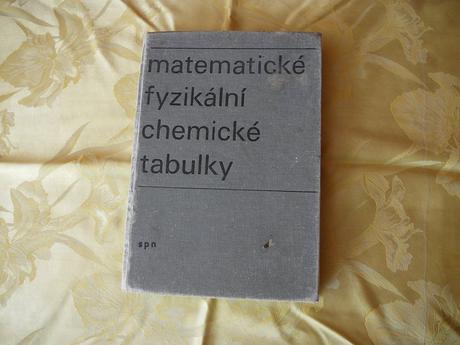 matematické
fyzikální
chemické
tabulky
spn